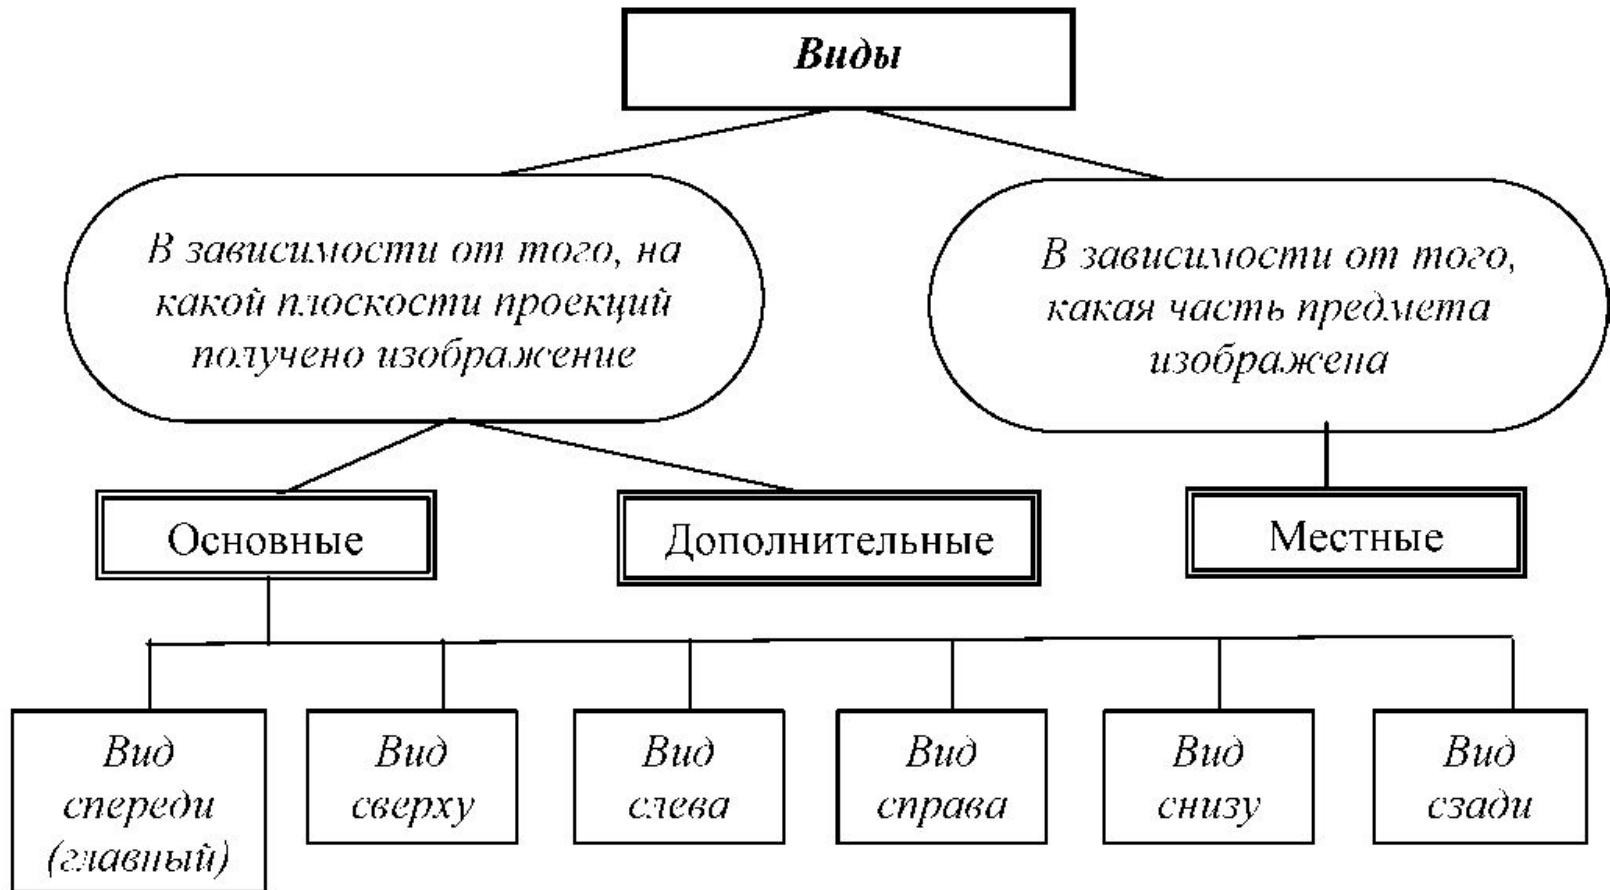 Виды
В зависимости от того, на
какой плоскости проекций
получено изображение
В зависимости от того,
какая часть предмета
изображена
Основные
Дополнительные
Местные
Вид
спереди
(главный)
Вид
сверху
Вид
слева
Вид
справа
Вид
снизу
Вид
сзади